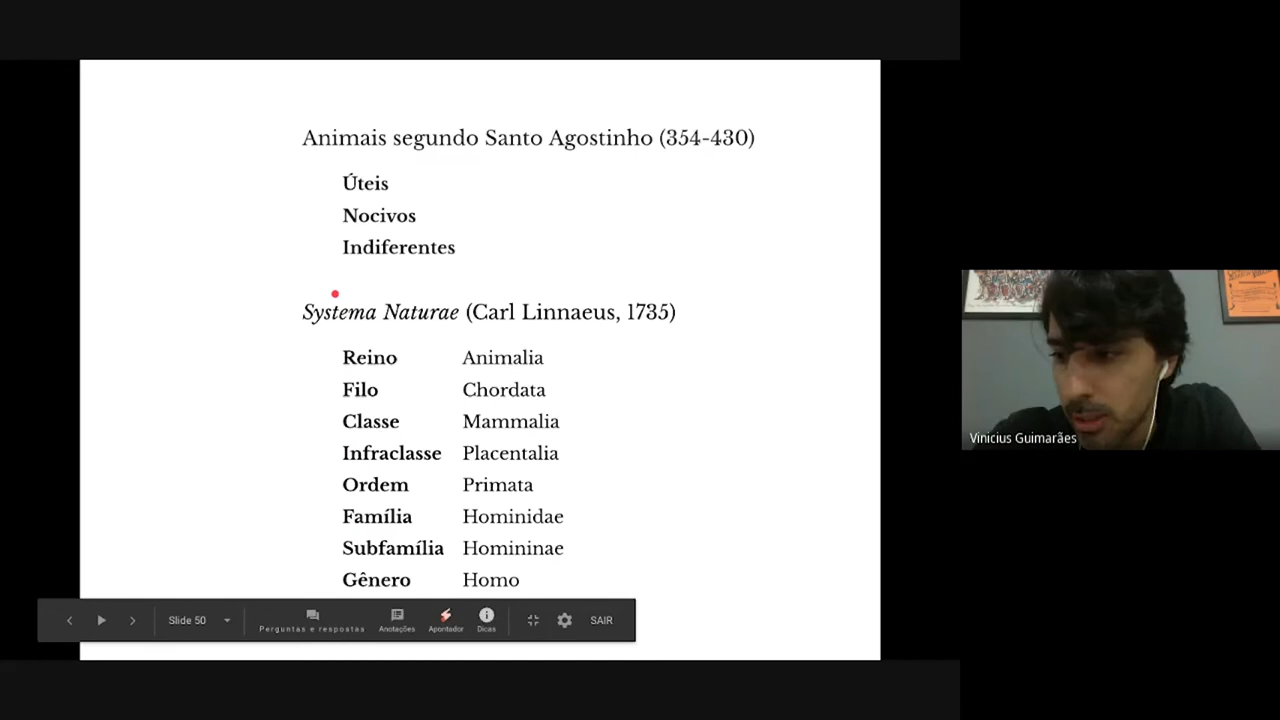 Animais segundo Santo Agostinho (354-430)
Úteis
Nocivos
Indiferentes
Systema Naturae (Carl Linnaeus, 1735)
Reino Animalia
Filo Chordata
Classe Mammalia
Infraclasse Placentalia
Ordem Primata
Família Hominidae
Subfamília Homininae
Gênero Homo
Slide 50
Perguntas e respostas
Anotações
Apontador
Dicas
SAIR
Vinicius Guimarães